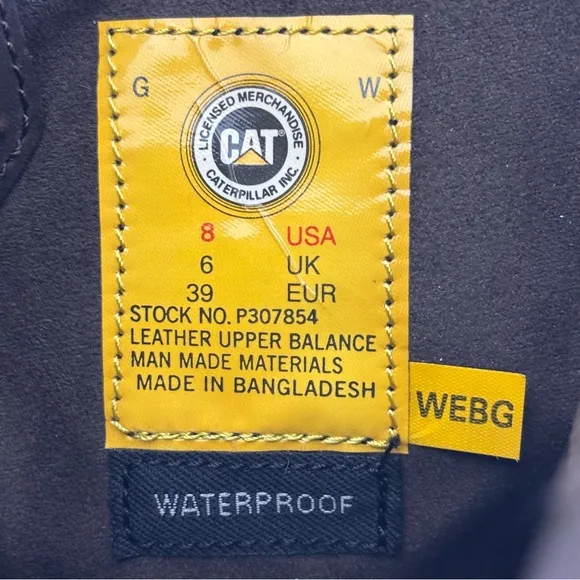 G W
LICENSED MERCHANDISE
CAT®
CATERPILLAR INC.
8 USA
6 UK
39 EUR
STOCK NO. P307854
LEATHER UPPER BALANCE
MAN MADE MATERIALS
MADE IN BANGLADESH
WEBG
WATERPROOF